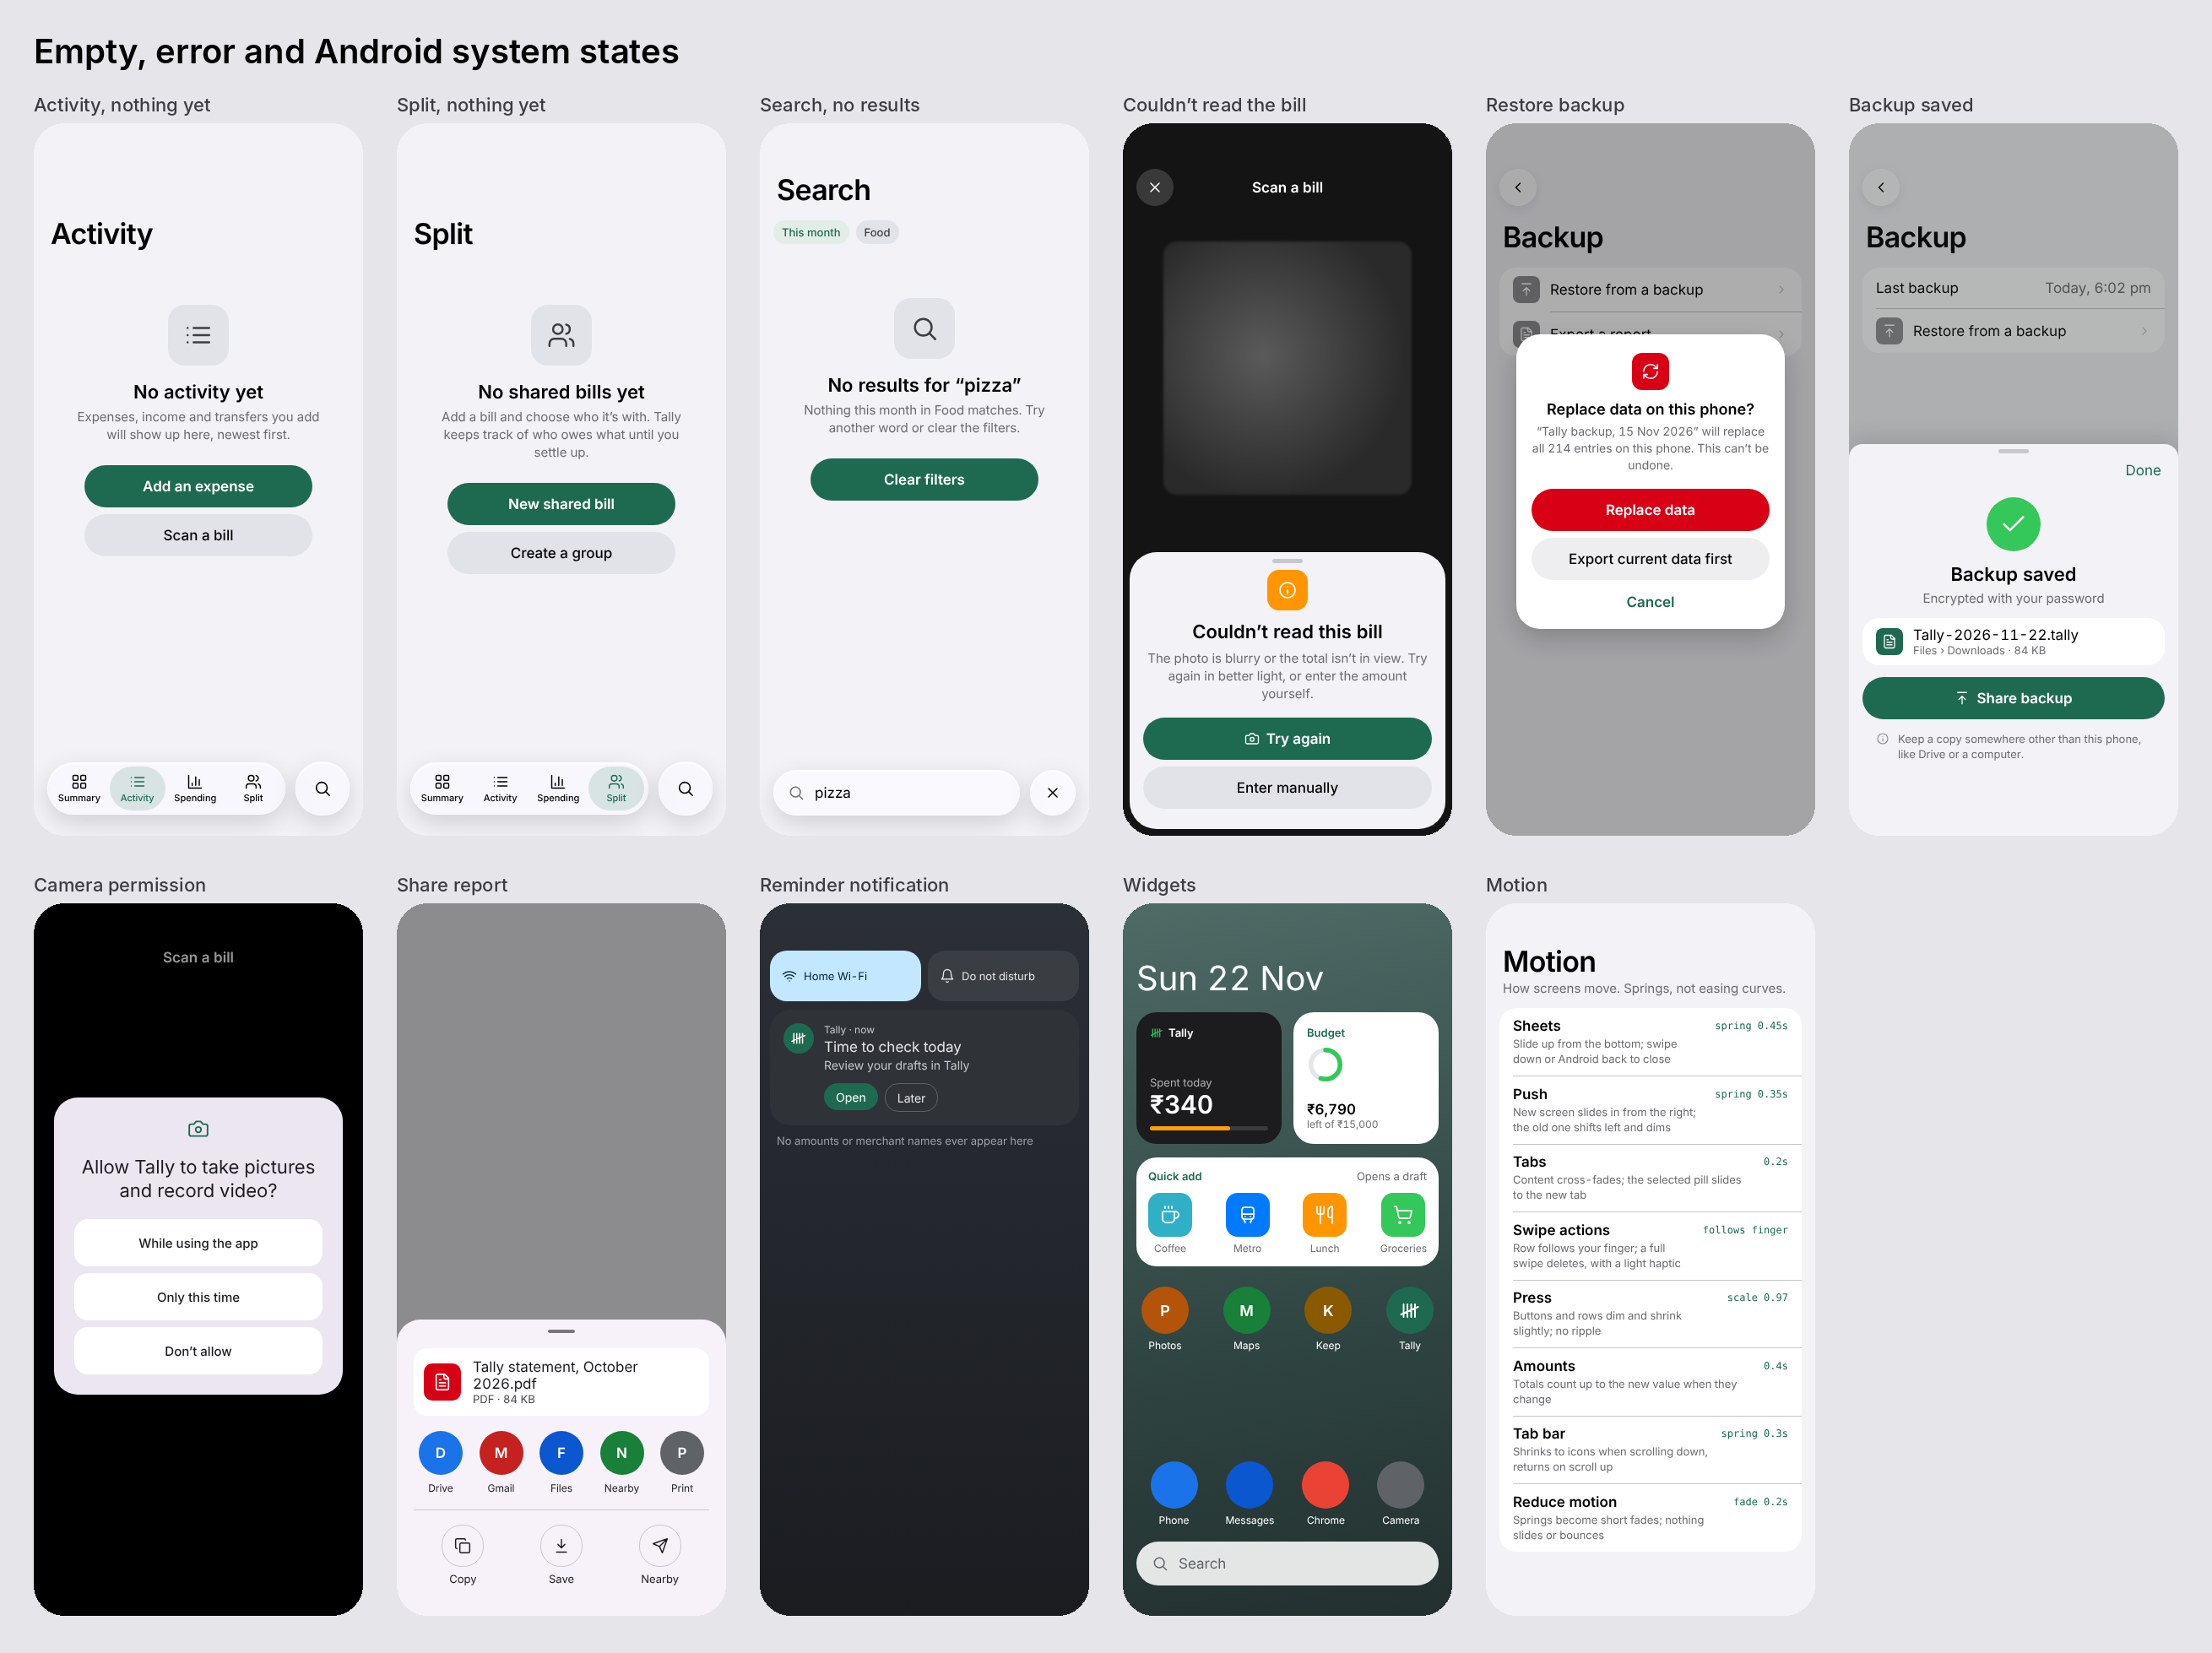 Empty, error and Android system states
Activity, nothing yet
Activity
No activity yet
Expenses, income and transfers you add
will show up here, newest first.
Add an expense
Scan a bill
Summary
Activity
Spending
Split
Split, nothing yet
Split
No shared bills yet
Add a bill and choose who it’s with. Tally
keeps track of who owes what until you
settle up.
New shared bill
Create a group
Summary
Activity
Spending
Split
Search, no results
Search
This month
Food
No results for “pizza”
Nothing this month in Food matches. Try
another word or clear the filters.
Clear filters
pizza
Couldn’t read the bill
Scan a bill
Couldn’t read this bill
The photo is blurry or the total isn’t in view. Try
again in better light, or enter the amount
yourself.
Try again
Enter manually
Restore backup
Backup
Restore from a backup
Export a report
Replace data on this phone?
“Tally backup, 15 Nov 2026” will replace
all 214 entries on this phone. This can’t be
undone.
Replace data
Export current data first
Cancel
Backup saved
Backup
Last backup
Today, 6:02 pm
Restore from a backup
Done
Backup saved
Encrypted with your password
Tally-2026-11-22.tally
Files › Downloads · 84 KB
Share backup
Keep a copy somewhere other than this phone,
like Drive or a computer.
Camera permission
Scan a bill
Allow Tally to take pictures
and record video?
While using the app
Only this time
Don’t allow
Share report
Tally statement, October
2026.pdf
PDF · 84 KB
D
M
F
N
P
Drive
Gmail
Files
Nearby
Print
Copy
Save
Nearby
Reminder notification
Home Wi-Fi
Do not disturb
Tally · now
Time to check today
Review your drafts in Tally
Open
Later
No amounts or merchant names ever appear here
Widgets
Sun 22 Nov
Tally
Spent today
₹340
Budget
₹6,790
left of ₹15,000
Quick add
Opens a draft
Coffee
Metro
Lunch
Groceries
P
M
K
Photos
Maps
Keep
Tally
Phone
Messages
Chrome
Camera
Search
Motion
Motion
How screens move. Springs, not easing curves.
Sheets
spring 0.45s
Slide up from the bottom; swipe
down or Android back to close
Push
spring 0.35s
New screen slides in from the right;
the old one shifts left and dims
Tabs
0.2s
Content cross-fades; the selected pill slides
to the new tab
Swipe actions
follows finger
Row follows your finger; a full
swipe deletes, with a light haptic
Press
scale 0.97
Buttons and rows dim and shrink
slightly; no ripple
Amounts
0.4s
Totals count up to the new value when they
change
Tab bar
spring 0.3s
Shrinks to icons when scrolling down,
returns on scroll up
Reduce motion
fade 0.2s
Springs become short fades; nothing
slides or bounces